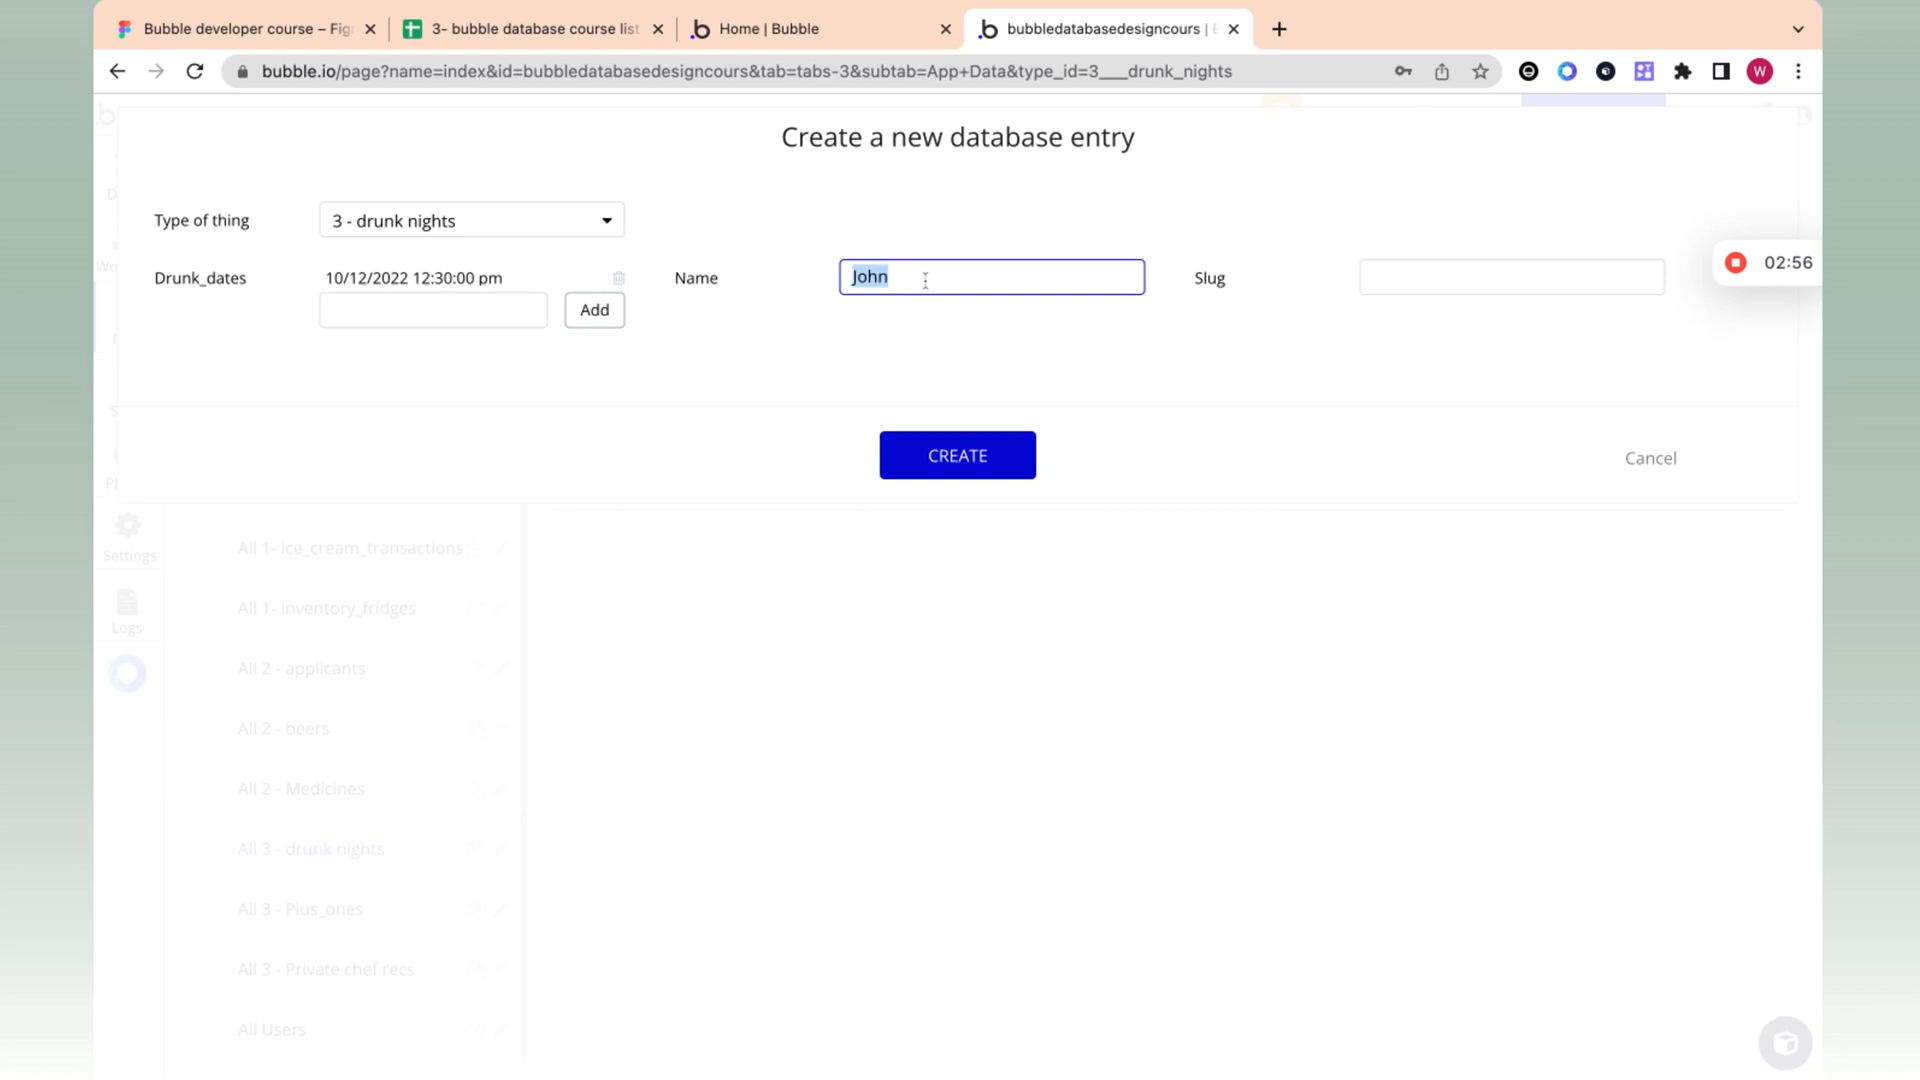 Bubble developer course – Fig
3- bubble database course list
Home | Bubble
bubbledatabasedesigncours |
bubble.io/page?name=index&id=bubbledatabasedesigncours&tab=tabs-3&subtab=App+Data&type_id=3___drunk_nights
W
Create a new database entry
Type of thing
3 - drunk nights
Drunk_dates
10/12/2022 12:30:00 pm
Name
John
Slug
02:56
Add
CREATE
Cancel
Settings
Logs
All 1- ice_cream_transactions
All 1- inventory_fridges
All 2 - applicants
All 2 - beers
All 2 - Medicines
All 3 - drunk nights
All 3 - Plus_ones
All 3 - Private chef recs
All Users